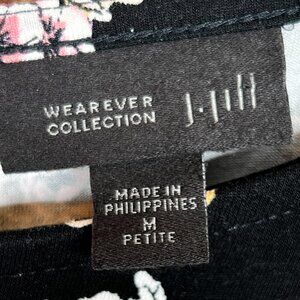 WEAREVER
COLLECTION
J.Jill
MADE IN
PHILIPPINES
M
PETITE